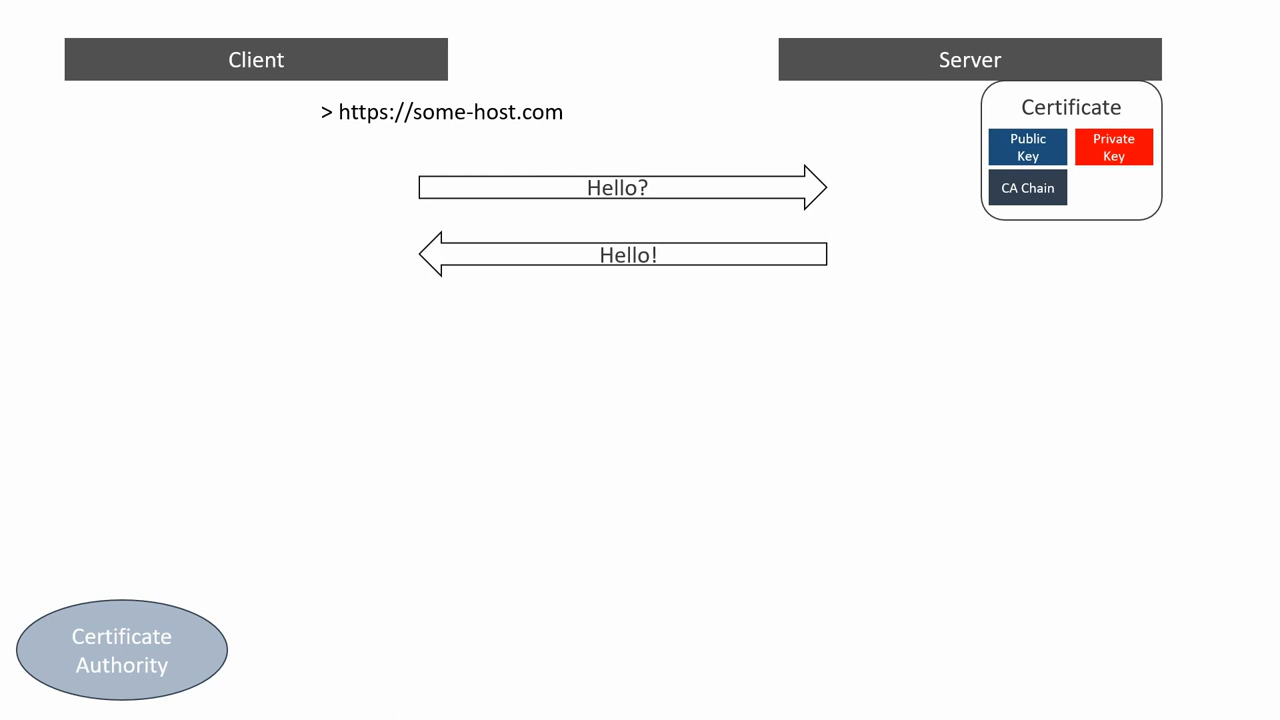 Client
Server
> https://some-host.com
Certificate
Public
Key
Private
Key
CA Chain
Hello?
Hello!
Certificate
Authority